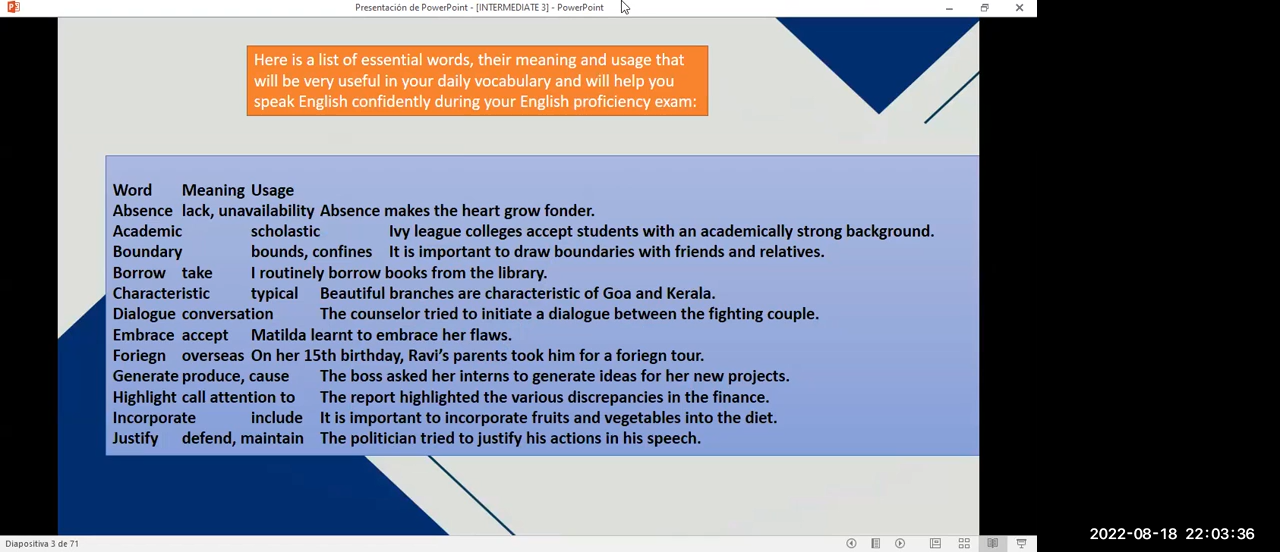 Presentación de PowerPoint - [INTERMEDIATE 3] - PowerPoint
Here is a list of essential words, their meaning and usage that
will be very useful in your daily vocabulary and will help you
speak English confidently during your English proficiency exam:
Word Meaning Usage
Absence lack, unavailability Absence makes the heart grow fonder.
Academic scholastic Ivy league colleges accept students with an academically strong background.
Boundary bounds, confines It is important to draw boundaries with friends and relatives.
Borrow take I routinely borrow books from the library.
Characteristic typical Beautiful branches are characteristic of Goa and Kerala.
Dialogue conversation The counselor tried to initiate a dialogue between the fighting couple.
Embrace accept Matilda learnt to embrace her flaws.
Foriegn overseas On her 15th birthday, Ravi’s parents took him for a foriegn tour.
Generate produce, cause The boss asked her interns to generate ideas for her new projects.
Highlight call attention to The report highlighted the various discrepancies in the finance.
Incorporate include It is important to incorporate fruits and vegetables into the diet.
Justify defend, maintain The politician tried to justify his actions in his speech.
Diapositiva 3 de 71
2022-08-18 22:03:36